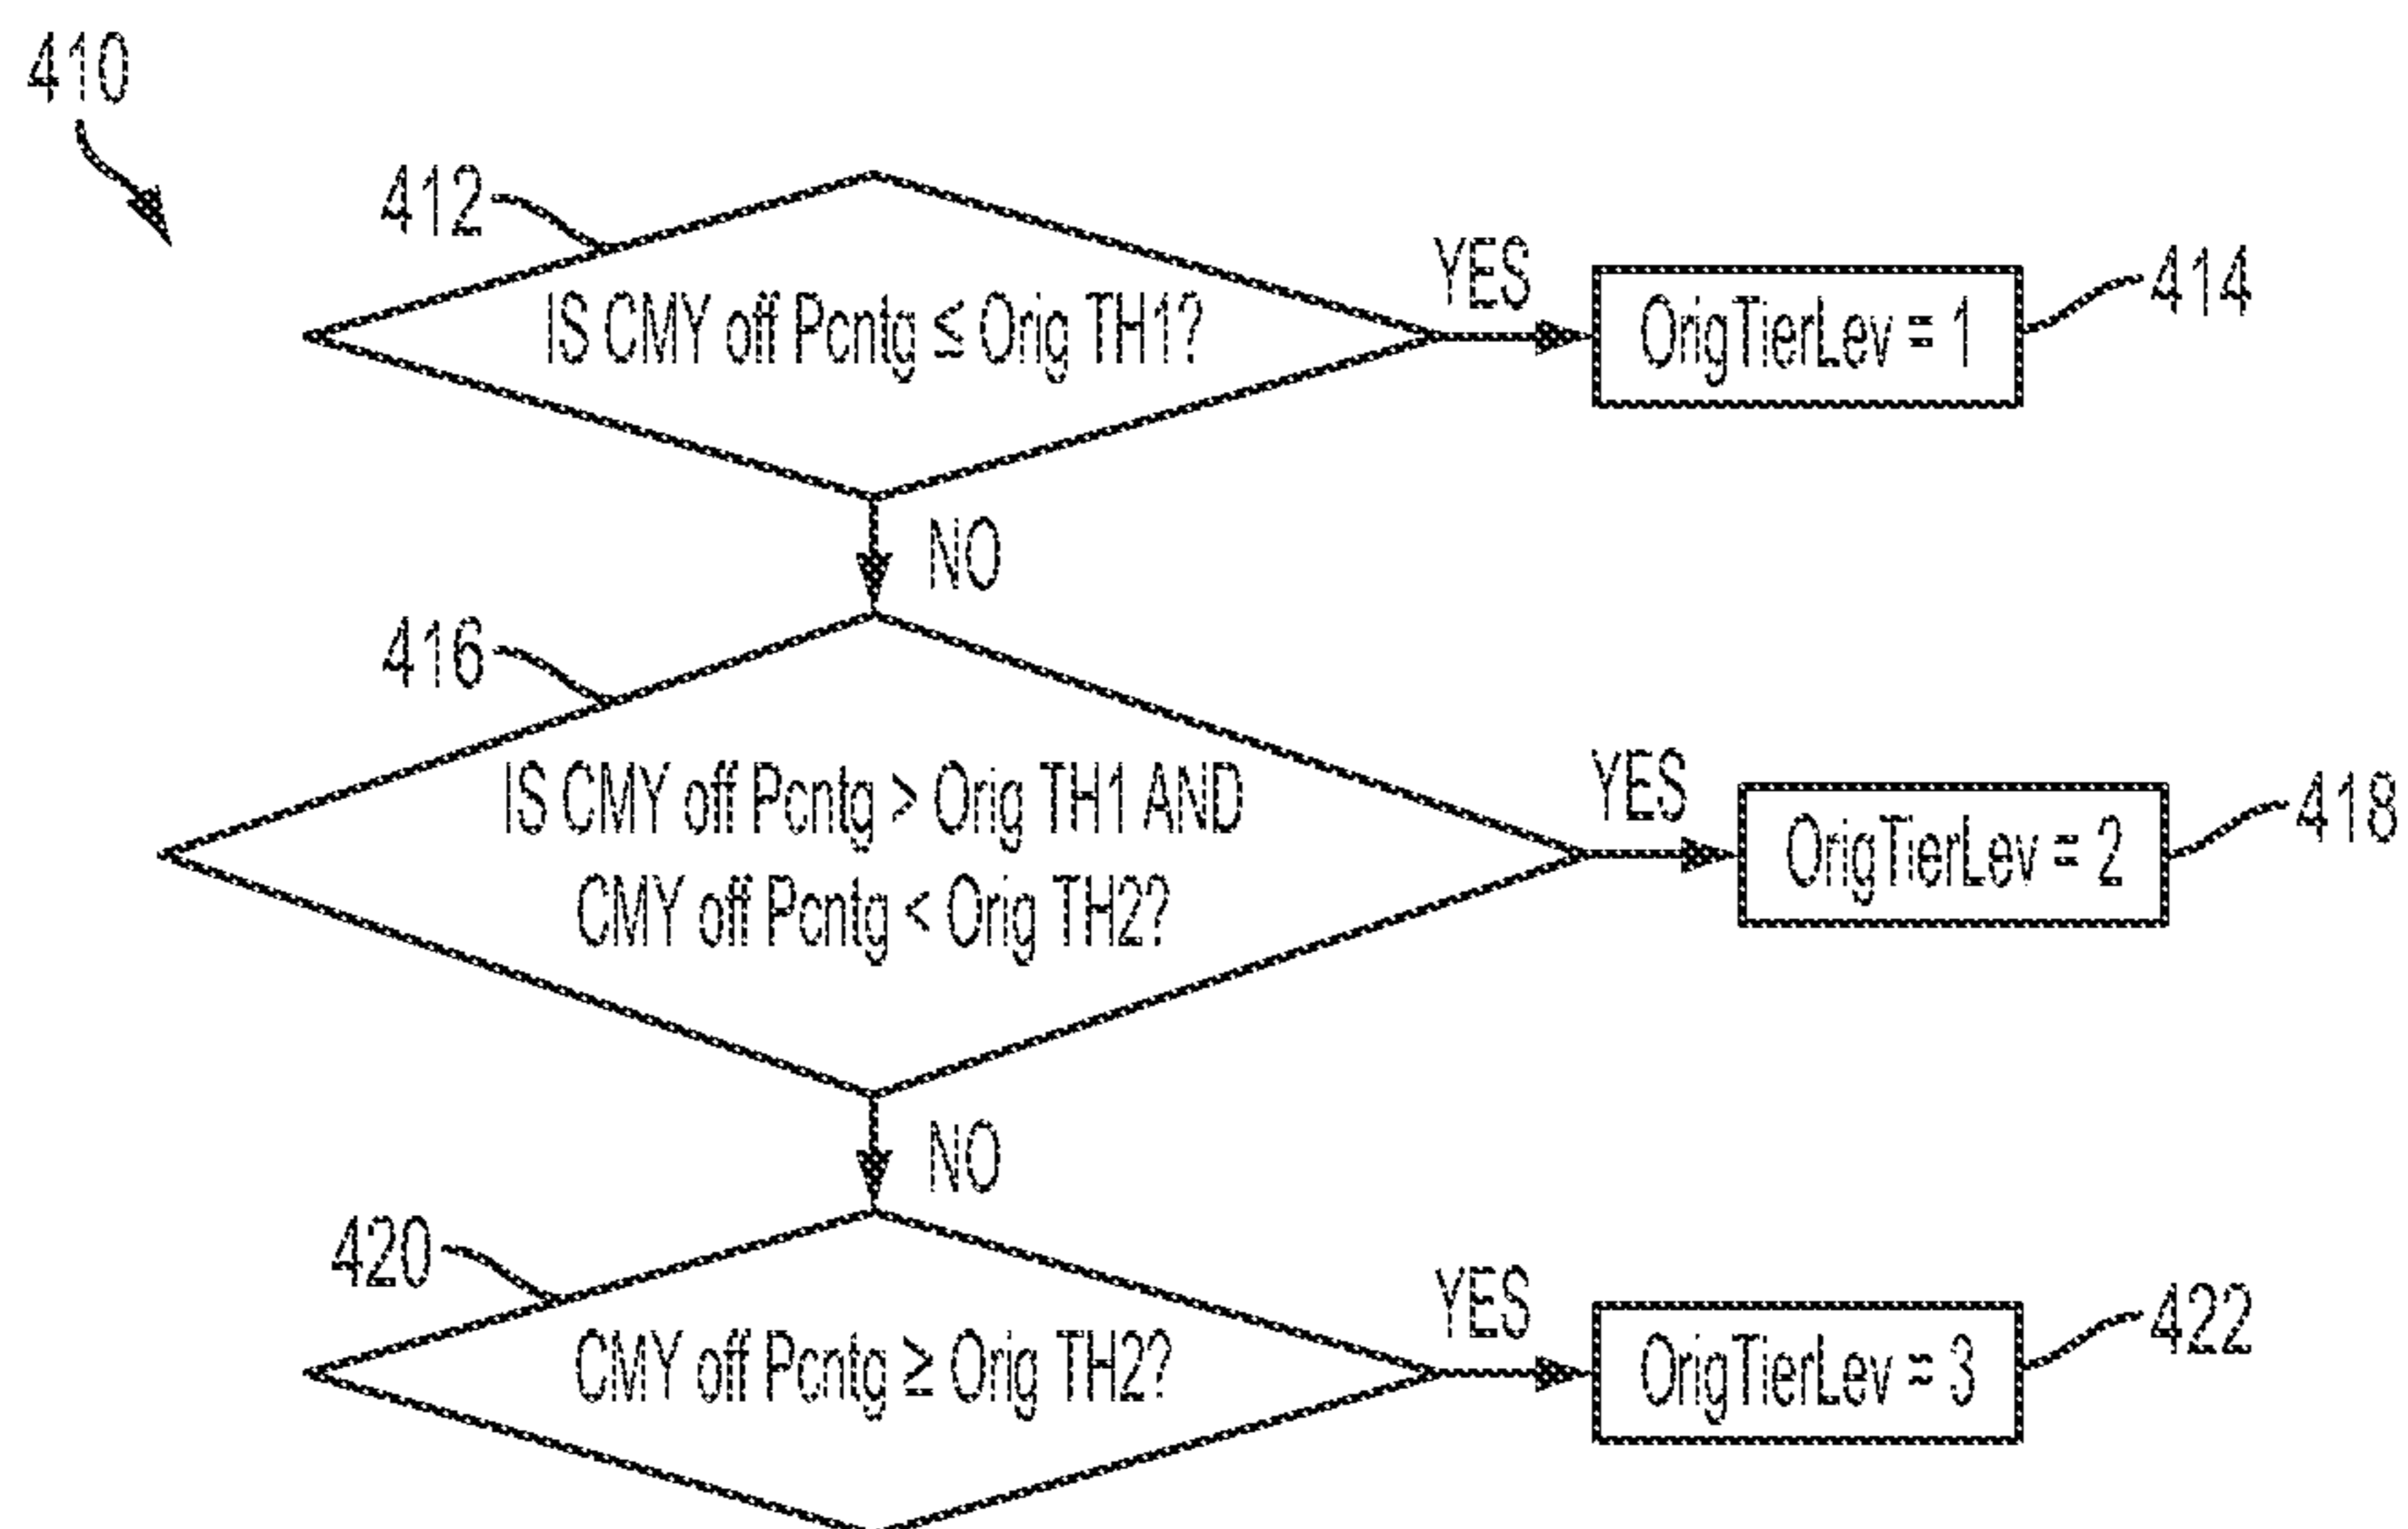 410
412
IS CMY off Pcntg ≤ Orig TH1?
YES
OrigTierLev = 1
414
NO
416
IS CMY off Pcntg > Orig TH1 AND
CMY off Pcntg < Orig TH2?
YES
OrigTierLev = 2
418
NO
420
CMY off Pcntg ≥ Orig TH2?
YES
OrigTierLev = 3
422